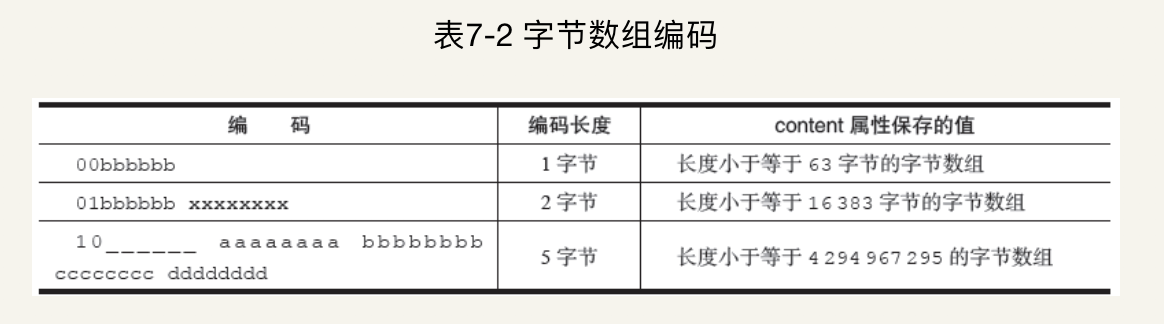 表7-2 字节数组编码
编 码 编码长度 content 属性保存的值
00bbbbbb 1 字节 长度小于等于 63 字节的字节数组
01bbbbbb xxxxxxxx 2 字节 长度小于等于 16 383 字节的字节数组
10______ aaaaaaaa bbbbbbbb
cccccccc dddddddd 5 字节 长度小于等于 4 294 967 295 的字节数组